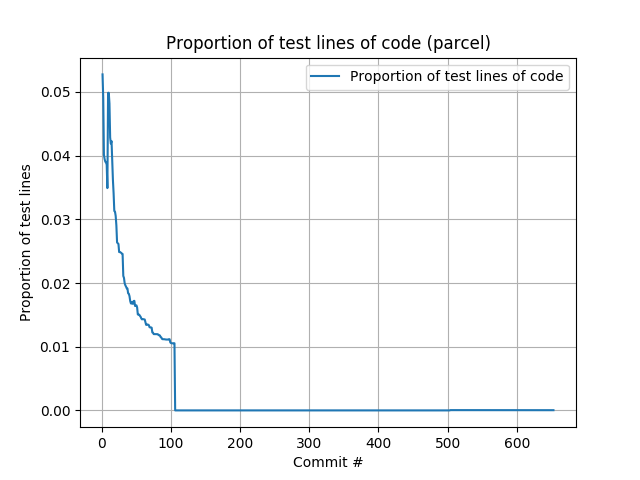 Proportion of test lines of code (parcel)
Proportion of test lines of code
0.05
0.04
0.03
0.02
0.01
0.00
Proportion of test lines
0 100 200 300 400 500 600
Commit #